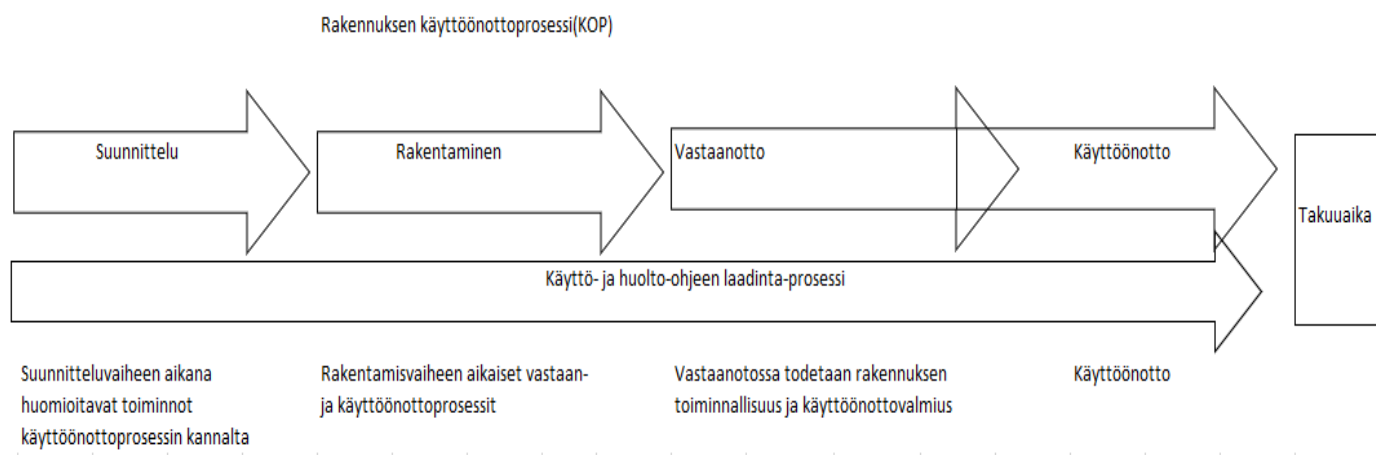 Rakennuksen käyttöönottoprosessi(KOP)
Suunnittelu
Rakentaminen
Vastaanotto
Käyttöönotto
Takuuaika
Käyttö- ja huolto-ohjeen laadinta-prosessi
Suunnitteluvaiheen aikana
huomioitavat toiminnot
käyttöönottoprosessin kannalta
Rakentamisvaiheen aikaiset vastaan-
ja käyttöönottoprosessit
Vastaanotossa todetaan rakennuksen
toiminnallisuus ja käyttöönottovalmius
Käyttöönotto